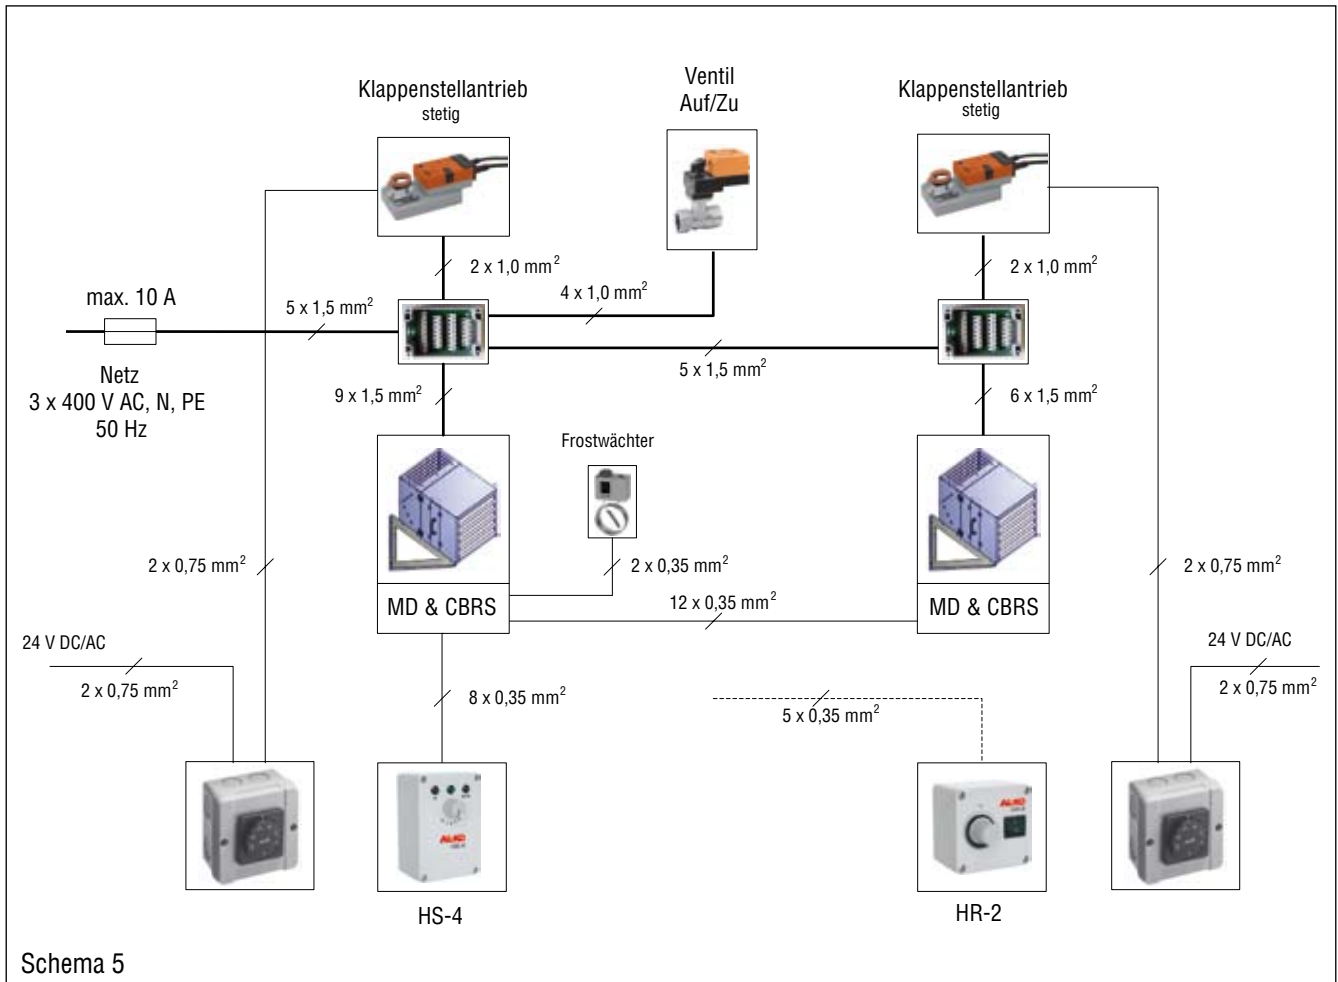 Klappenstellantrieb
stetig
Ventil
Auf/Zu
Klappenstellantrieb
stetig
2 x 1,0 mm²
2 x 1,0 mm²
max. 10 A
5 x 1,5 mm²
4 x 1,0 mm²
5 x 1,5 mm²
Netz
3 x 400 V AC, N, PE
50 Hz
9 x 1,5 mm²
6 x 1,5 mm²
Frostwächter
2 x 0,75 mm²
2 x 0,35 mm²
2 x 0,75 mm²
MD & CBRS
12 x 0,35 mm²
MD & CBRS
24 V DC/AC
2 x 0,75 mm²
24 V DC/AC
2 x 0,75 mm²
8 x 0,35 mm²
5 x 0,35 mm²
AL-KO
AL-KO
HS-4
HR-2
Schema 5